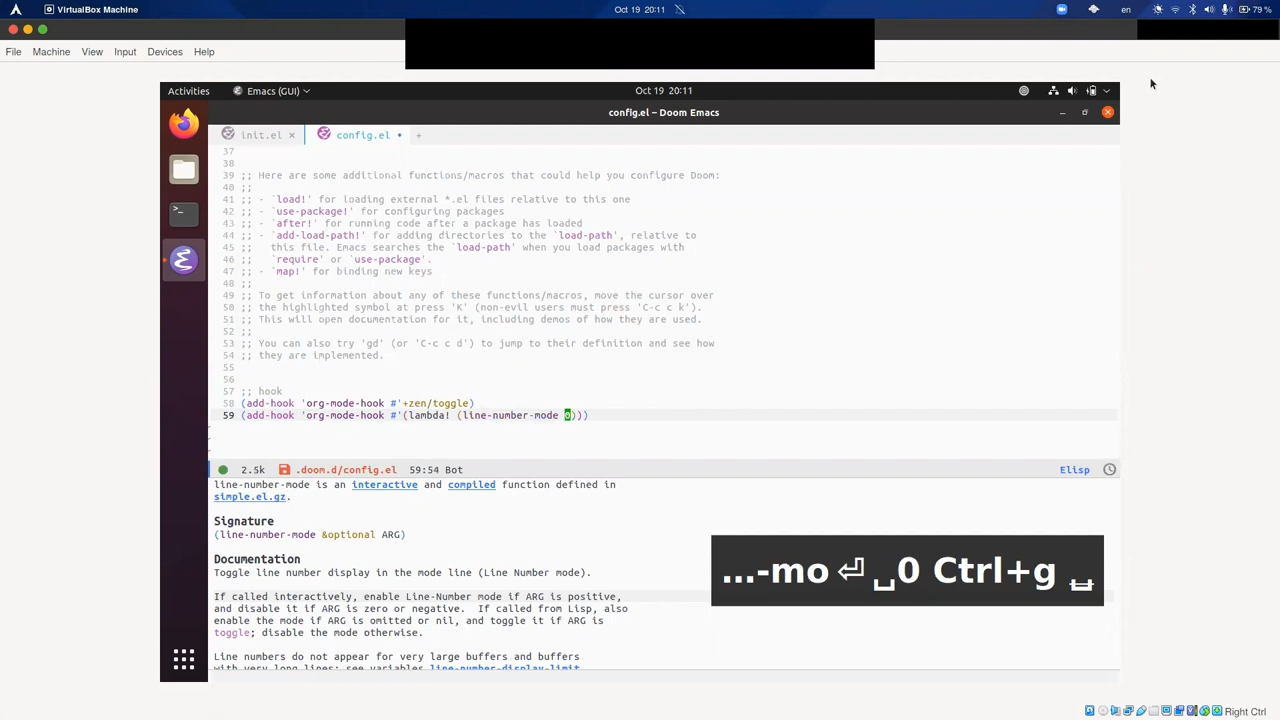 VirtualBox Machine
Oct 19 20:11
en
79 %
File Machine View Input Devices Help
Activities
Emacs (GUI)
Oct 19 20:11
config.el – Doom Emacs
init.el ×
config.el • +
37
38
39 ;; Here are some additional functions/macros that could help you configure Doom:
40 ;;
41 ;; - `load!' for loading external *.el files relative to this one
42 ;; - `use-package!' for configuring packages
43 ;; - `after!' for running code after a package has loaded
44 ;; - `add-load-path!' for adding directories to the `load-path', relative to
45 ;;   this file. Emacs searches the `load-path' when you load packages with
46 ;;   `require' or `use-package'.
47 ;; - `map!' for binding new keys
48 ;;
49 ;; To get information about any of these functions/macros, move the cursor over
50 ;; the highlighted symbol at press 'K' (non-evil users must press 'C-c c k').
51 ;; This will open documentation for it, including demos of how they are used.
52 ;;
53 ;; You can also try 'gd' (or 'C-c c d') to jump to their definition and see how
54 ;; they are implemented.
55
56
57 ;; hook
58 (add-hook 'org-mode-hook #'+zen/toggle)
59 (add-hook 'org-mode-hook #'(lambda! (line-number-mode 0)))
2.5k .doom.d/config.el 59:54 Bot
Elisp
line-number-mode is an interactive and compiled function defined in
simple.el.gz.
Signature
(line-number-mode &optional ARG)
Documentation
Toggle line number display in the mode line (Line Number mode).
If called interactively, enable Line-Number mode if ARG is positive,
and disable it if ARG is zero or negative.  If called from Lisp, also
enable the mode if ARG is omitted or nil, and toggle it if ARG is
toggle; disable the mode otherwise.
Line numbers do not appear for very large buffers and buffers
with very long lines; see variables line-number-display-limit
...-mo⏎ ␣0 Ctrl+g ␣
Right Ctrl